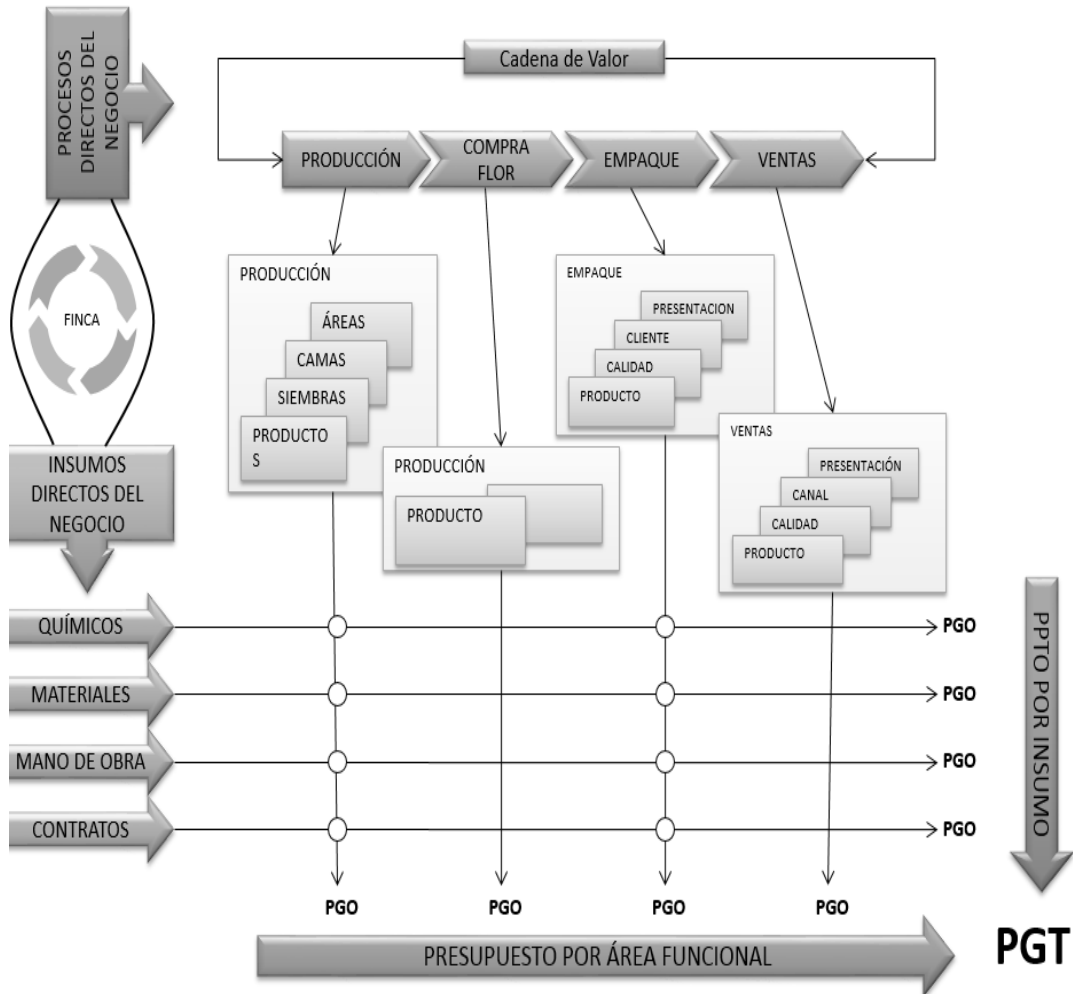 PROCESOS
DIRECTOS DEL
NEGOCIO
Cadena de Valor
PRODUCCIÓN
COMPRA
FLOR
EMPAQUE
VENTAS
FINCA
PRODUCCIÓN
ÁREAS
CAMAS
SIEMBRAS
PRODUCTO
S
EMPAQUE
PRESENTACION
CLIENTE
CALIDAD
PRODUCTO
PRODUCCIÓN
PRODUCTO
VENTAS
PRESENTACIÓN
CANAL
CALIDAD
PRODUCTO
INSUMOS
DIRECTOS DEL
NEGOCIO
QUÍMICOS
PGO
MATERIALES
PGO
MANO DE OBRA
PGO
CONTRATOS
PGO
PPTO POR INSUMO
PGO
PGO
PGO
PGO
PRESUPUESTO POR ÁREA FUNCIONAL
PGT